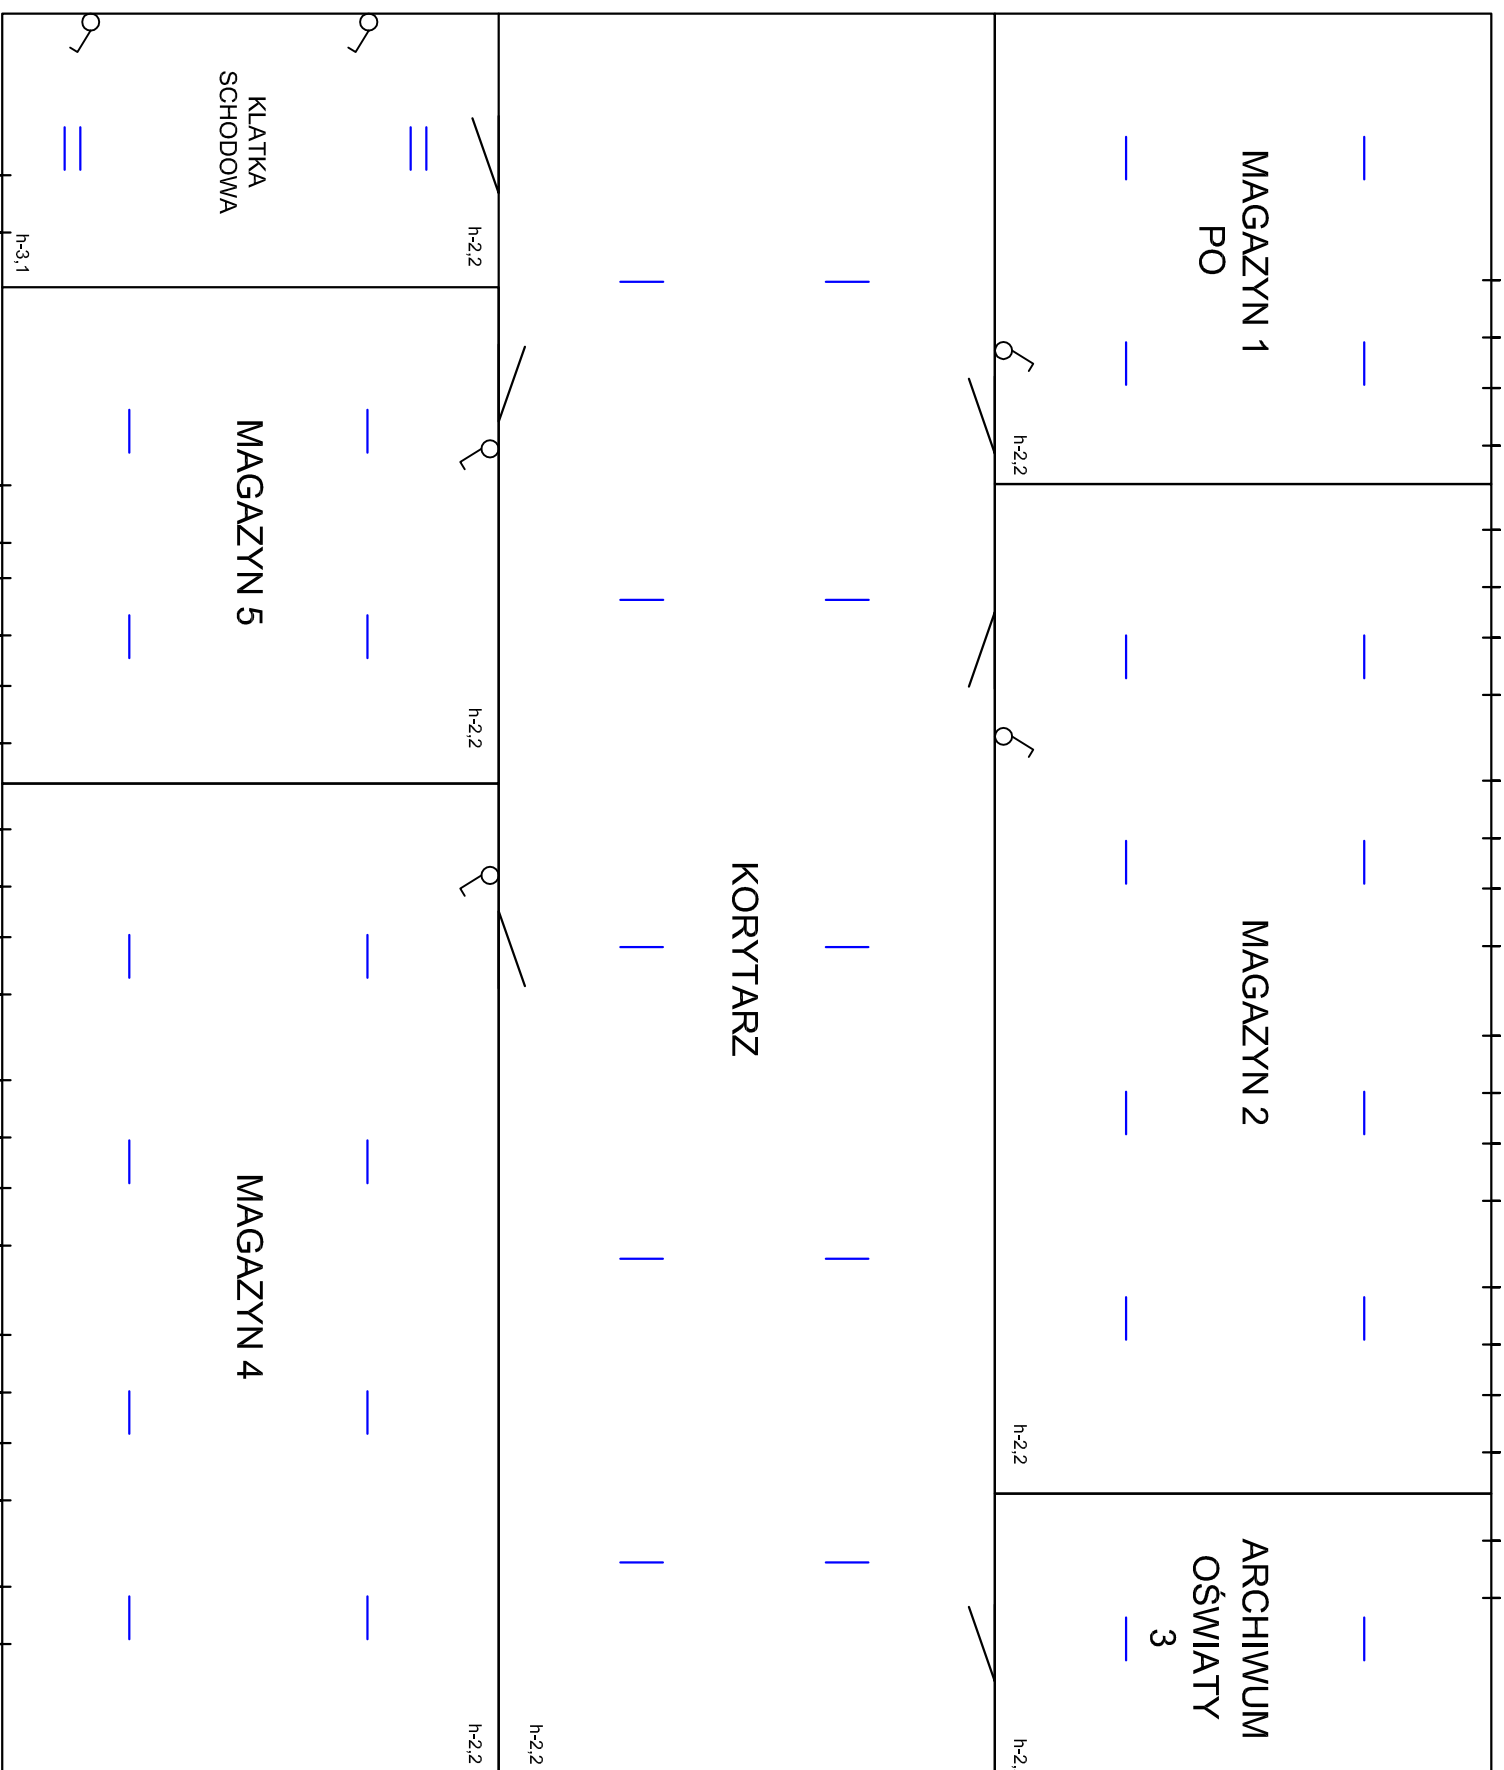 MAGAZYN 1
PO
h-2,2
MAGAZYN 2
h-2,2
ARCHIWUM
OŚWIATY
3
h-2,
KORYTARZ
h-2,2
KLATKA
SCHODOWA
h-2,2
h-3,1
MAGAZYN 5
h-2,2
MAGAZYN 4
h-2,2